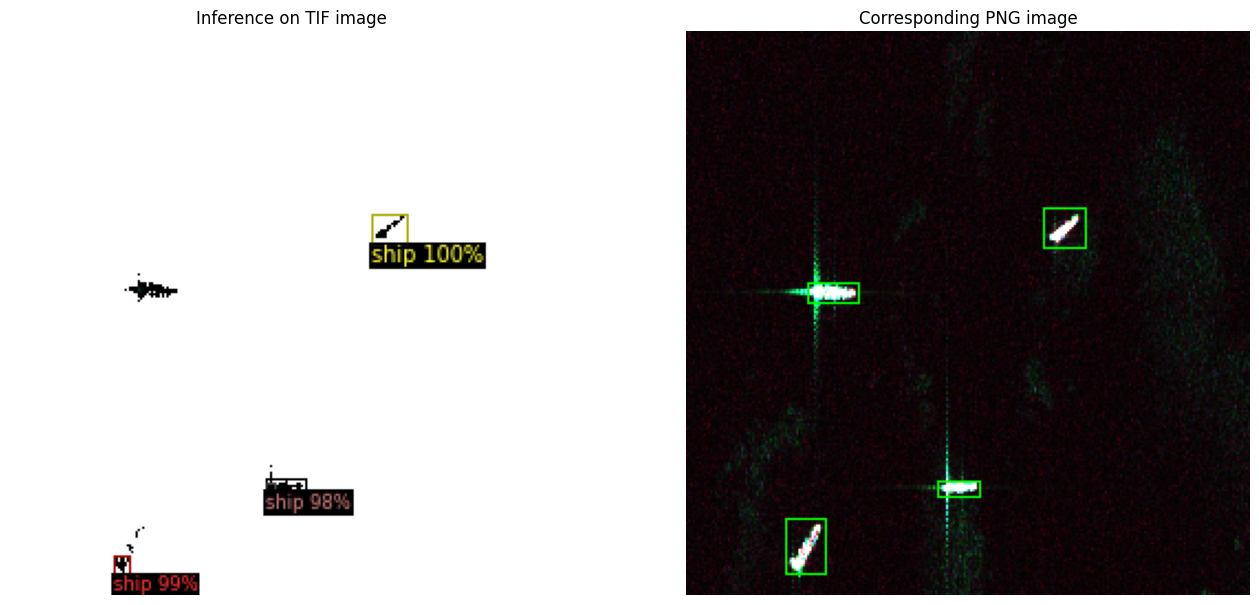 Inference on TIF image
Corresponding PNG image
ship 100%
ship 98%
ship 99%